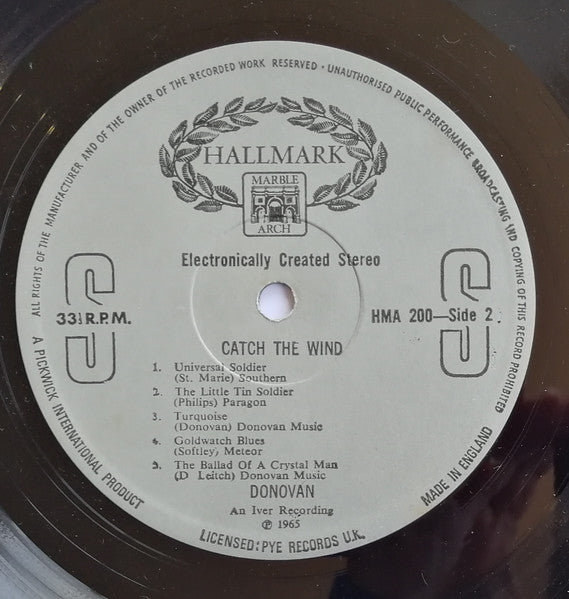 ALL RIGHTS OF THE MANUFACTURER AND OF THE OWNER OF THE RECORDED WORK RESERVED · UNAUTHORISED PUBLIC PERFORMANCE BROADCASTING AND COPYING OF THIS RECORD PROHIBITED
HALLMARK
MARBLE
ARCH
Electronically Created Stereo
33⅓ R.P.M.
HMA 200—Side 2
CATCH THE WIND
1. Universal Soldier
(St. Marie) Southern
2. The Little Tin Soldier
(Philips) Paragon
3. Turquoise
(Donovan) Donovan Music
4. Goldwatch Blues
(Softley) Meteor
5. The Ballad Of A Crystal Man
(D Leitch) Donovan Music
DONOVAN
An Iver Recording
℗ 1965
A PICKWICK INTERNATIONAL PRODUCT
LICENSED: PYE RECORDS U.K.
MADE IN ENGLAND